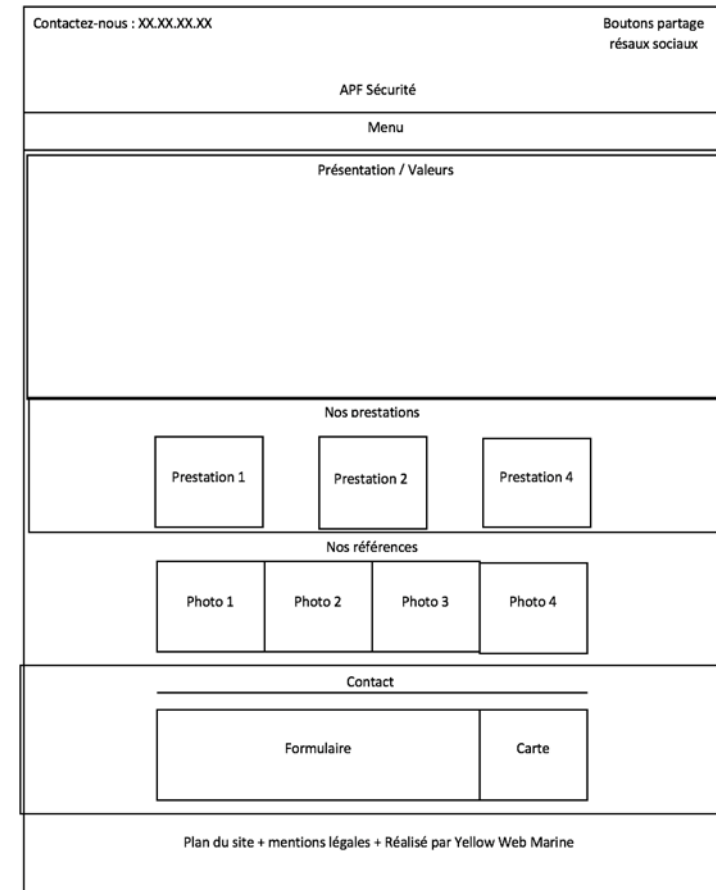 Contactez-nous : XX.XX.XX.XX
Boutons partage
résaux sociaux
APF Sécurité
Menu
Présentation / Valeurs
Nos prestations
Prestation 1
Prestation 2
Prestation 4
Nos références
Photo 1
Photo 2
Photo 3
Photo 4
Contact
Formulaire
Carte
Plan du site + mentions légales + Réalisé par Yellow Web Marine